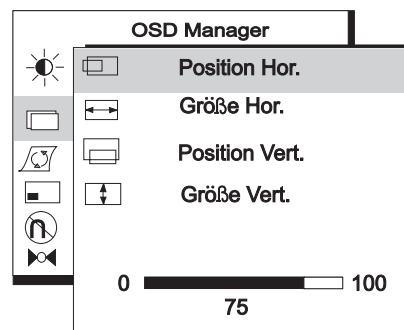 OSD Manager
Position Hor.
Größe Hor.
Position Vert.
Größe Vert.
0 100
75